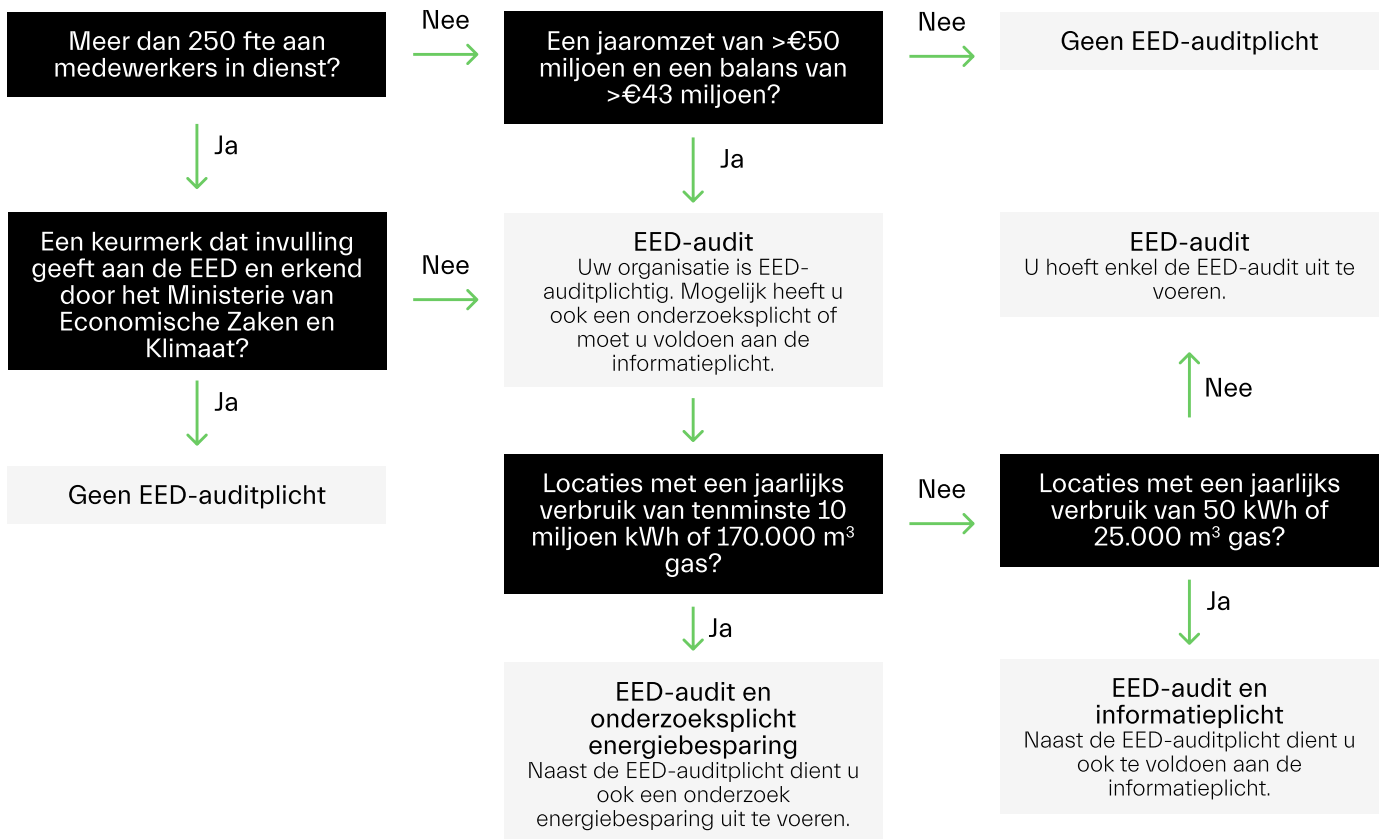 Meer dan 250 fte aan
medewerkers in dienst?
Nee
Een jaaromzet van >€50
miljoen en een balans van
>€43 miljoen?
Nee
Geen EED-auditplicht
Ja
Ja
Een keurmerk dat invulling
geeft aan de EED en erkend
door het Ministerie van
Economische Zaken en
Klimaat?
Nee
EED-audit
Uw organisatie is EED-
auditplichtig. Mogelijk heeft u
ook een onderzoeksplicht of
moet u voldoen aan de
informatieplicht.
EED-audit
U hoeft enkel de EED-audit uit te
voeren.
Ja
Nee
Geen EED-auditplicht
Locaties met een jaarlijks
verbruik van tenminste 10
miljoen kWh of 170.000 m³
gas?
Nee
Locaties met een jaarlijks
verbruik van 50 kWh of
25.000 m³ gas?
Ja
Ja
EED-audit en
onderzoeksplicht
energiebesparing
Naast de EED-auditplicht dient u
ook een onderzoek
energiebesparing uit te voeren.
EED-audit en
informatieplicht
Naast de EED-auditplicht dient u
ook te voldoen aan de
informatieplicht.